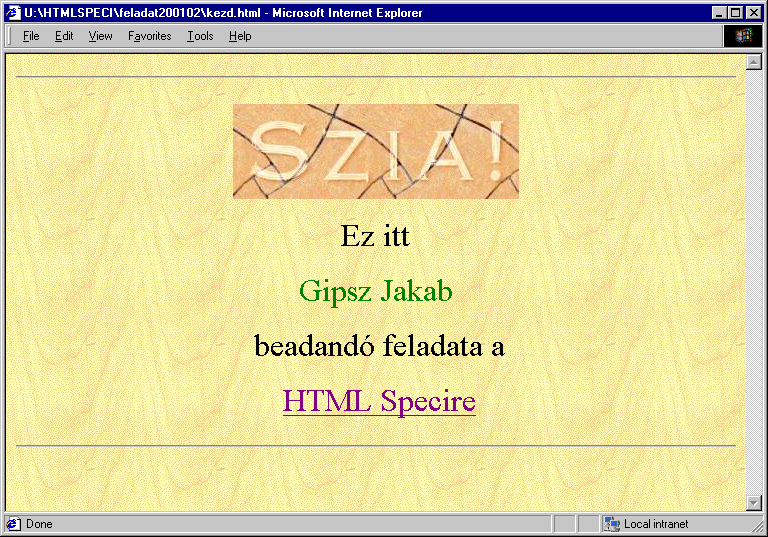 U:\HTMLSPECI\feladat200102\kezd.html - Microsoft Internet Explorer
File Edit View Favorites Tools Help
SZIA!
Ez itt
Gipsz Jakab
beadandó feladata a
HTML Specire
Done Local intranet